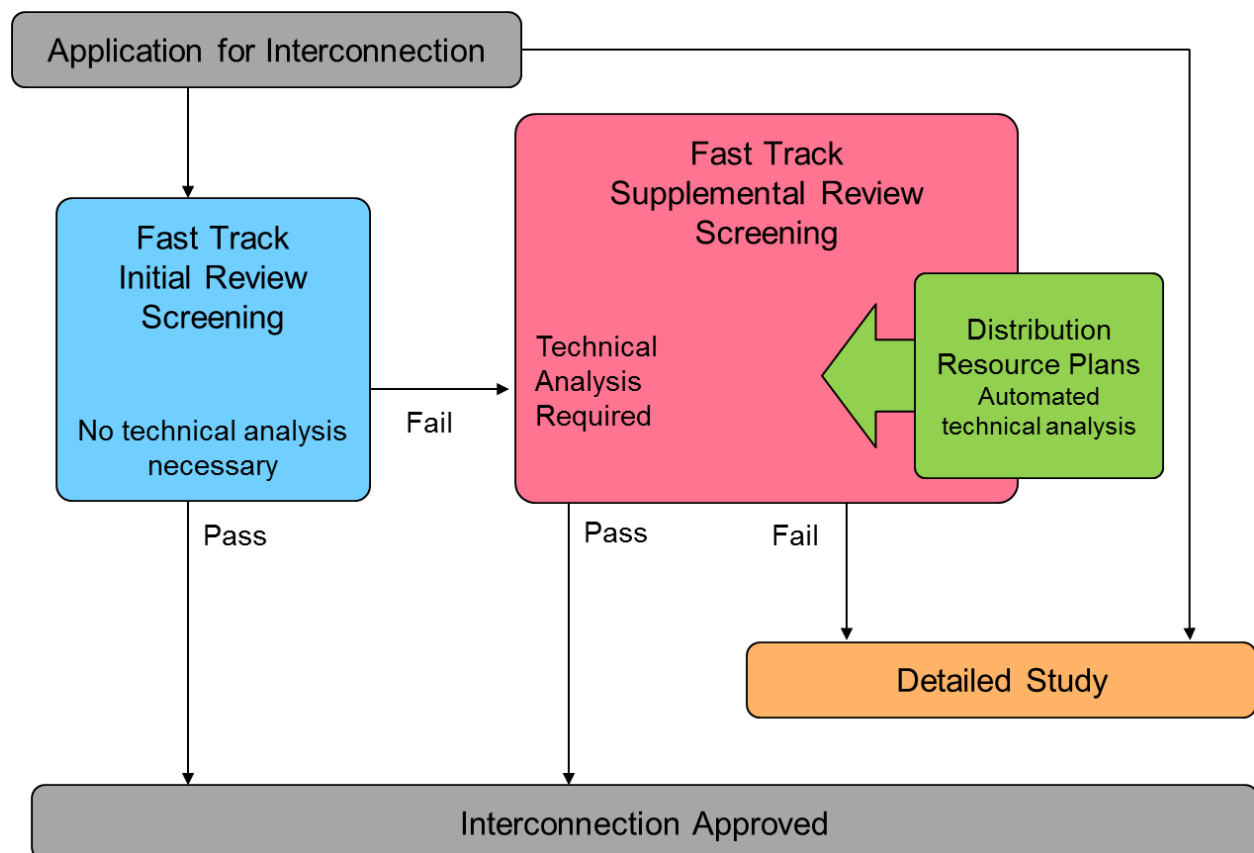 Application for Interconnection
Fast Track
Initial Review
Screening
No technical analysis
necessary
Fail
Pass
Fast Track
Supplemental Review
Screening
Technical
Analysis
Required
Distribution
Resource Plans
Automated
technical analysis
Pass
Fail
Detailed Study
Interconnection Approved